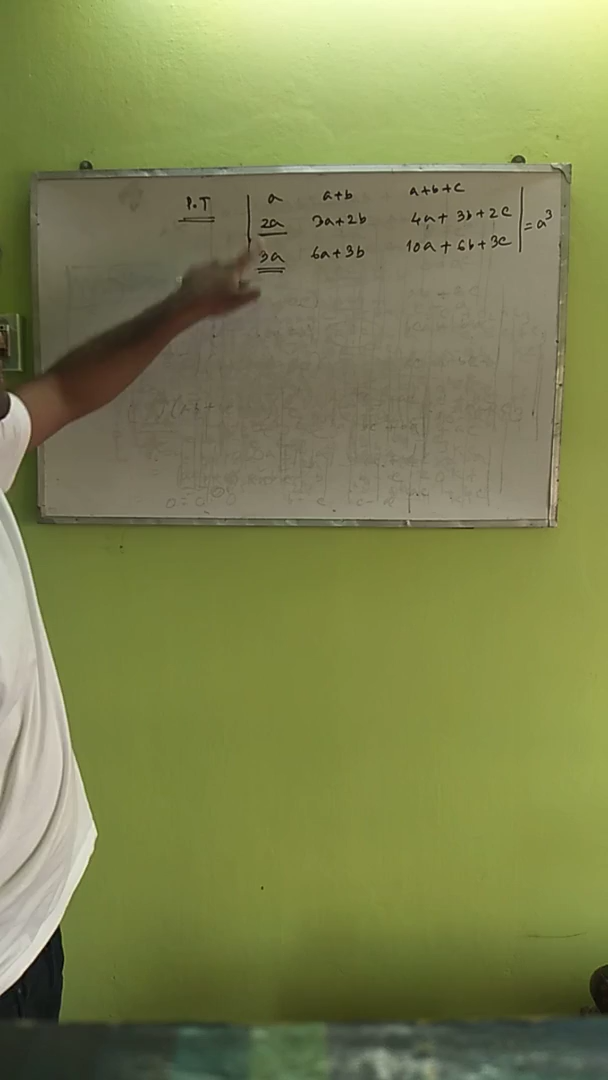 P.T
a a+b a+b+c
2a 3a+2b 4a+3b+2c = a³
3a 6a+3b 10a+6b+3c